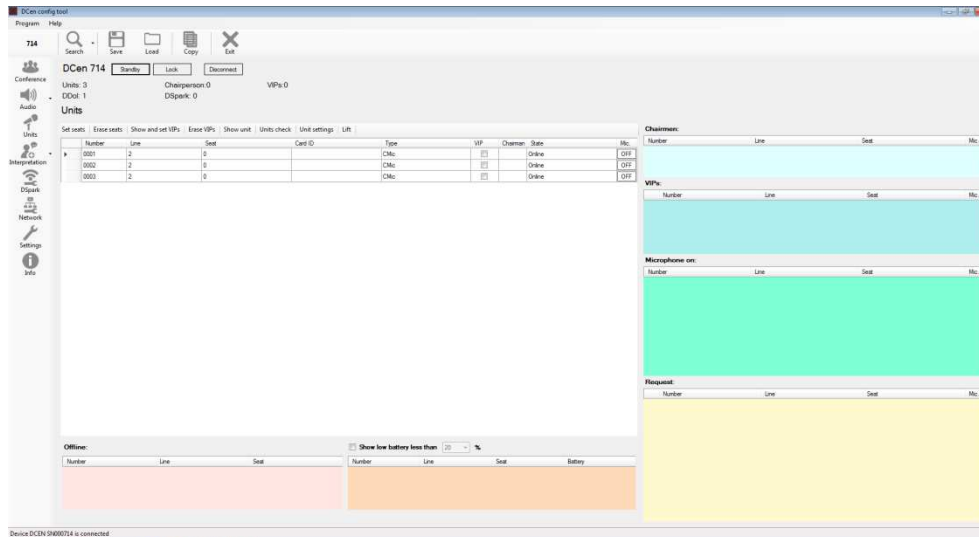 DCen config tool
Program Help
714
Search Save Load Copy Exit
Conference
Audio
Units
Interpretation
DSpark
Network
Settings
Info
DCen 714 Standby Lock Disconnect
Units: 3 Chairperson:0 VIPs:0
DDol: 1 DSpark: 0
Units
Set seats Erase seats Show and set VIPs Erase VIPs Show unit Units check Unit settings Lift
Number Line Seat Card ID Type VIP Chairman State Mic.
0001 2 0 CMic Online OFF
0002 2 0 CMic Online OFF
0003 2 0 CMic Online OFF
Offline:
Number Line Seat
Show low battery less than 20 %
Number Line Seat Battery
Chairmen:
Number Line Seat Mic.
VIPs:
Number Line Seat Mic.
Microphone on:
Number Line Seat Mic.
Request:
Number Line Seat Mic.
Device DCEN SN000714 is connected